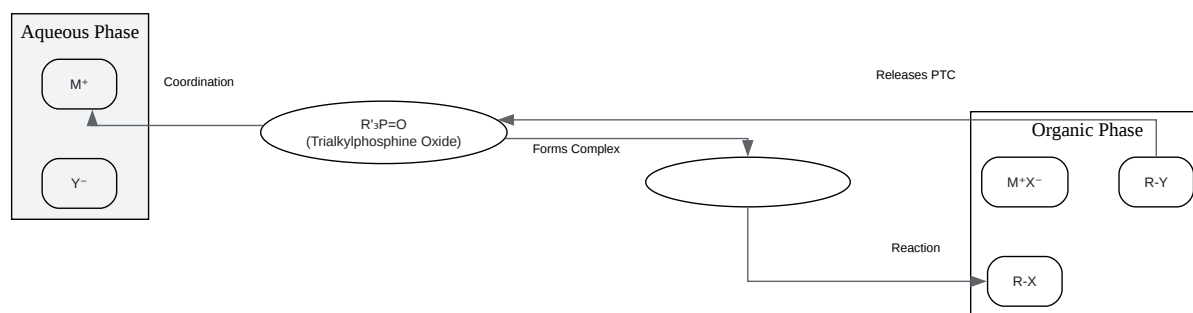 Aqueous Phase
M⁺
Y⁻
Coordination
R'₃P=O
(Trialkylphosphine Oxide)
Forms Complex
Releases PTC
Organic Phase
M⁺X⁻
R-Y
Reaction
R-X